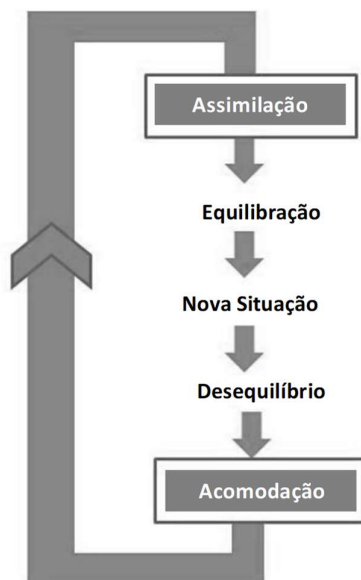 Assimilação
Equilibração
Nova Situação
Desequilíbrio
Acomodação